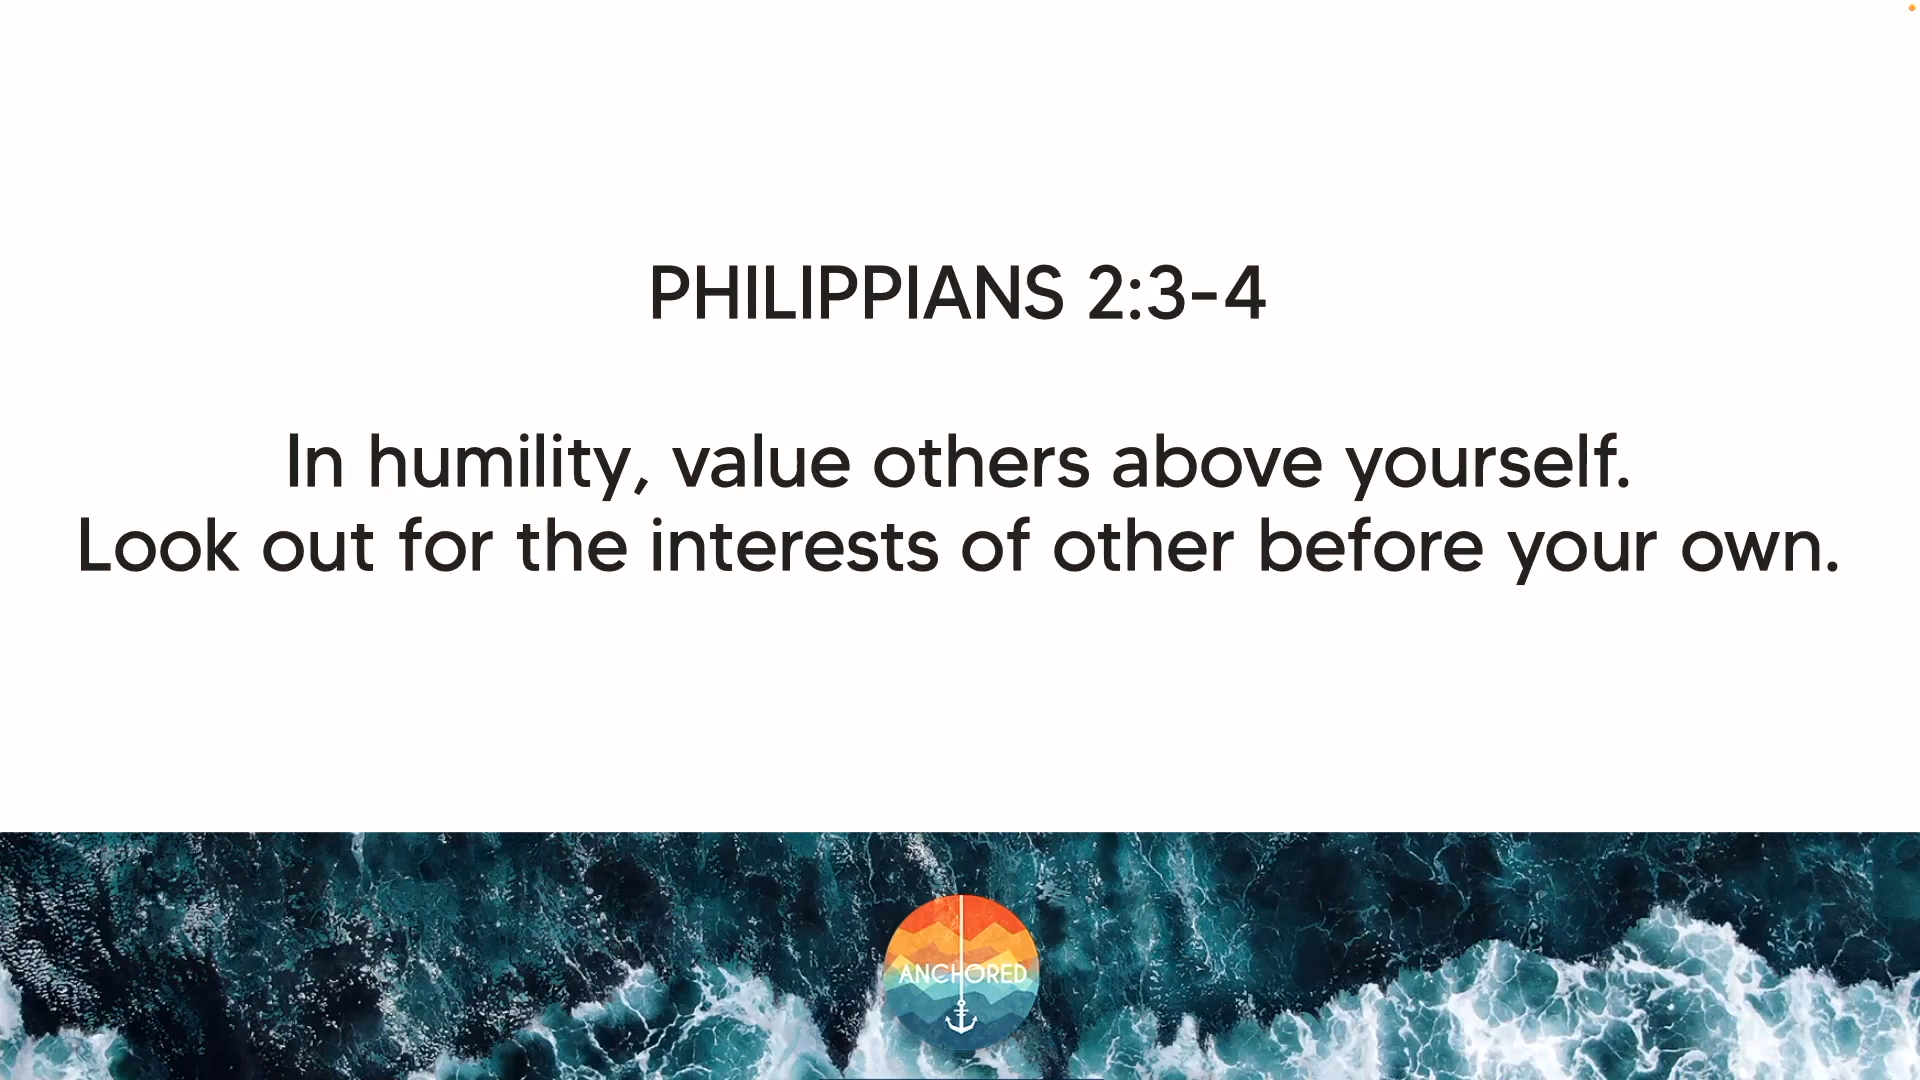 PHILIPPIANS 2:3-4
In humility, value others above yourself.
Look out for the interests of other before your own.
ANCHORED